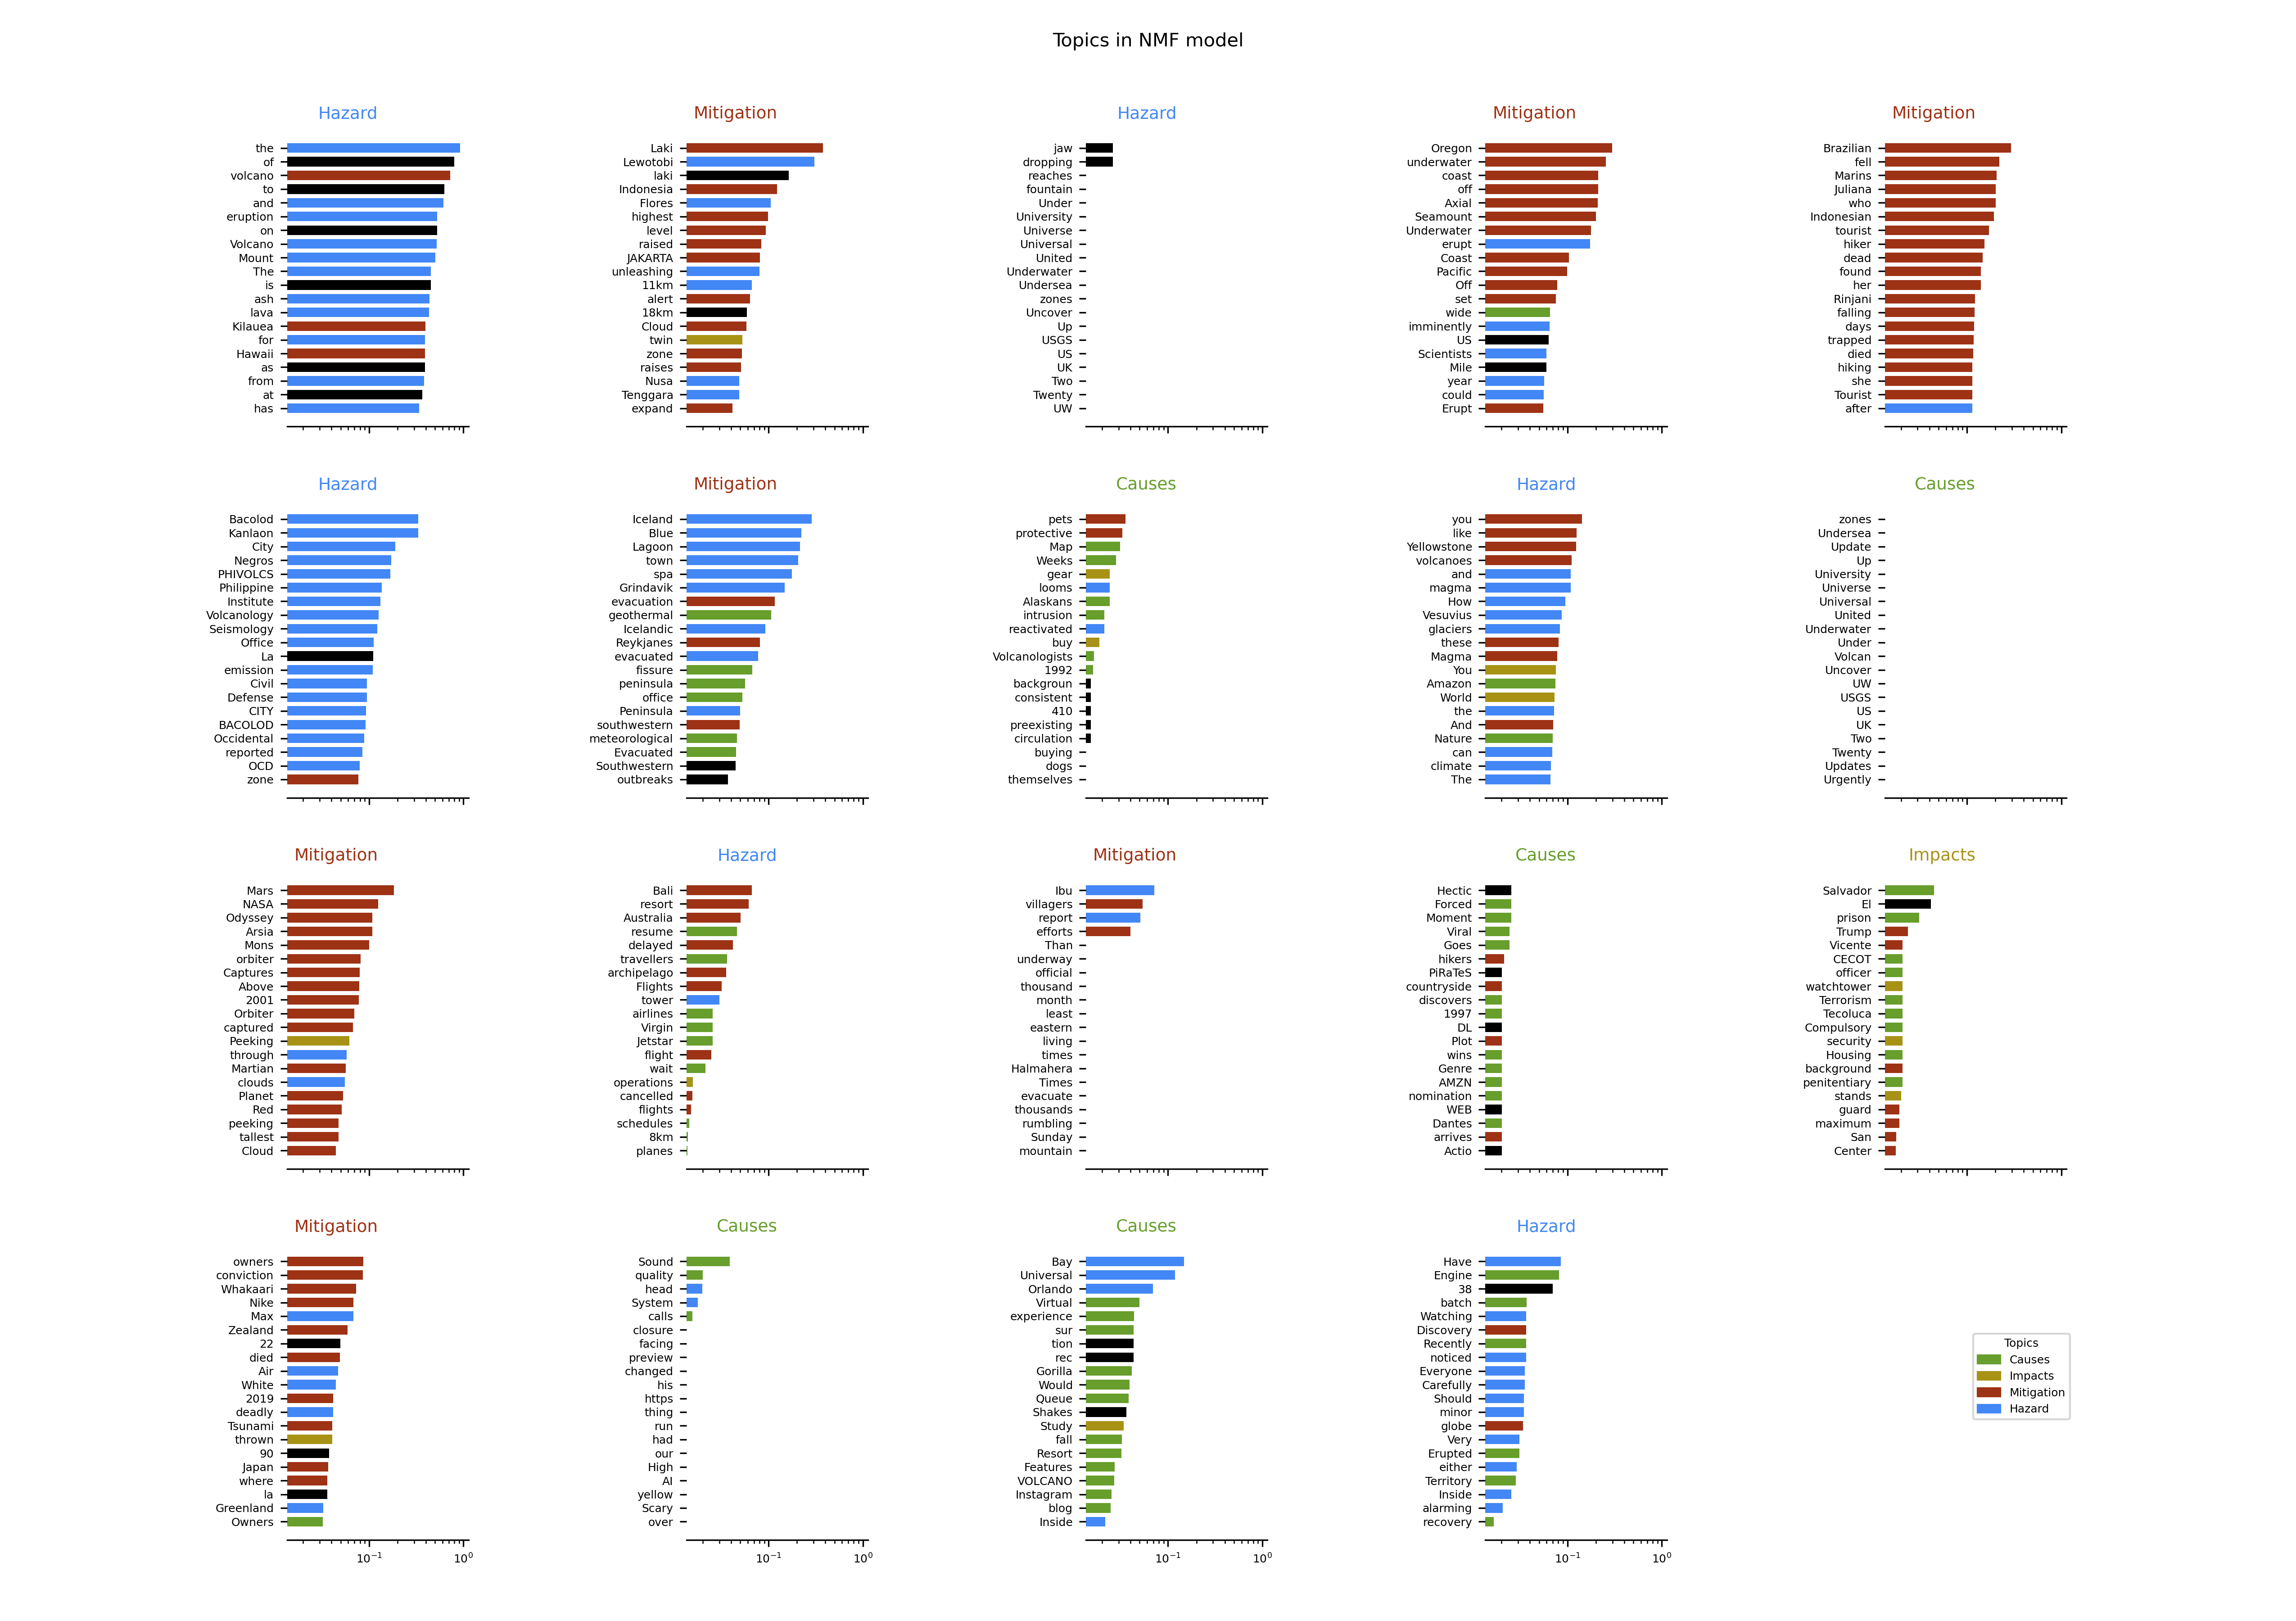 Topics in NMF model
Hazard
the
of
volcano
to
and
eruption
on
Volcano
Mount
The
is
ash
lava
Kilauea
for
Hawaii
as
from
at
has
Mitigation
Laki
Lewotobi
laki
Indonesia
Flores
highest
level
raised
JAKARTA
unleashing
11km
alert
18km
Cloud
twin
zone
raises
Nusa
Tenggara
expand
Hazard
jaw
dropping
reaches
fountain
Under
University
Universe
Universal
United
Underwater
Undersea
zones
Uncover
Up
USGS
US
UK
Two
Twenty
UW
Mitigation
Oregon
underwater
coast
off
Axial
Seamount
Underwater
erupt
Coast
Pacific
Off
set
wide
imminently
US
Scientists
Mile
year
could
Erupt
Mitigation
Brazilian
fell
Marins
Juliana
who
Indonesian
tourist
hiker
dead
found
her
Rinjani
falling
days
trapped
died
hiking
she
Tourist
after
Hazard
Bacolod
Kanlaon
City
Negros
PHIVOLCS
Philippine
Institute
Volcanology
Seismology
Office
La
emission
Civil
Defense
CITY
BACOLOD
Occidental
reported
OCD
zone
Mitigation
Iceland
Blue
Lagoon
town
spa
Grindavik
evacuation
geothermal
Icelandic
Reykjanes
evacuated
fissure
peninsula
office
Peninsula
southwestern
meteorological
Evacuated
Southwestern
outbreaks
Causes
pets
protective
Map
Weeks
gear
looms
Alaskans
intrusion
reactivated
buy
Volcanologists
1992
backgroun
consistent
410
preexisting
circulation
buying
dogs
themselves
Hazard
you
like
Yellowstone
volcanoes
and
magma
How
Vesuvius
glaciers
these
Magma
You
Amazon
World
the
And
Nature
can
climate
The
Causes
zones
Undersea
Update
Up
University
Universe
Universal
United
Underwater
Under
Volcan
Uncover
UW
USGS
US
UK
Two
Twenty
Updates
Urgently
Mitigation
Mars
NASA
Odyssey
Arsia
Mons
orbiter
Captures
Above
2001
Orbiter
captured
Peeking
through
Martian
clouds
Planet
Red
peeking
tallest
Cloud
Hazard
Bali
resort
Australia
resume
delayed
travellers
archipelago
Flights
tower
airlines
Virgin
Jetstar
flight
wait
operations
cancelled
flights
schedules
8km
planes
Mitigation
Ibu
villagers
report
efforts
Than
underway
official
thousand
month
least
eastern
living
times
Halmahera
Times
evacuate
thousands
rumbling
Sunday
mountain
Causes
Hectic
Forced
Moment
Viral
Goes
hikers
PiRaTeS
countryside
discovers
1997
DL
Plot
wins
Genre
AMZN
nomination
WEB
Dantes
arrives
Actio
Impacts
Salvador
El
prison
Trump
Vicente
CECOT
officer
watchtower
Terrorism
Tecoluca
Compulsory
security
Housing
background
penitentiary
stands
guard
maximum
San
Center
Mitigation
owners
conviction
Whakaari
Nike
Max
Zealand
22
died
Air
White
2019
deadly
Tsunami
thrown
90
Japan
where
la
Greenland
Owners
10⁻¹ 10⁰
Causes
Sound
quality
head
System
calls
closure
facing
preview
changed
his
https
thing
run
had
our
High
AI
yellow
Scary
over
10⁻¹ 10⁰
Causes
Bay
Universal
Orlando
Virtual
experience
sur
tion
rec
Gorilla
Would
Queue
Shakes
Study
fall
Resort
Features
VOLCANO
Instagram
blog
Inside
10⁻¹ 10⁰
Hazard
Have
Engine
38
batch
Watching
Discovery
Recently
noticed
Everyone
Carefully
Should
minor
globe
Very
Erupted
either
Territory
Inside
alarming
recovery
10⁻¹ 10⁰
Topics
Causes
Impacts
Mitigation
Hazard